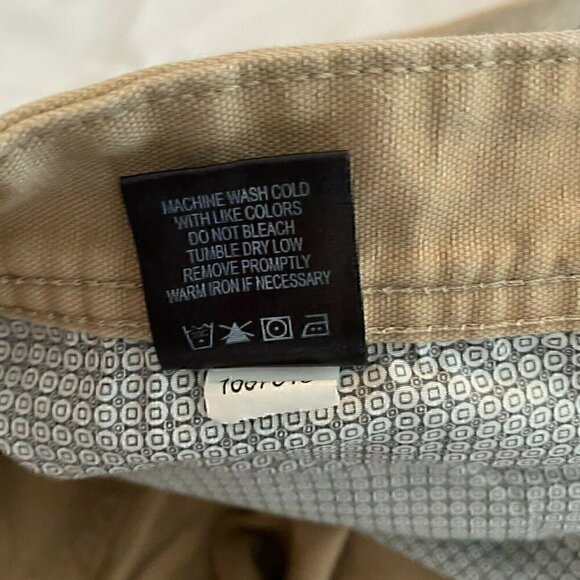 MACHINE WASH COLD
WITH LIKE COLORS
DO NOT BLEACH
TUMBLE DRY LOW
REMOVE PROMPTLY
WARM IRON IF NECESSARY